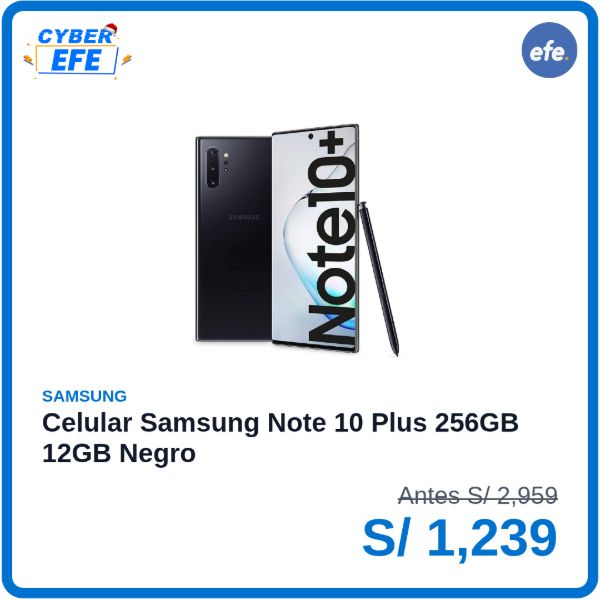 CYBER
EFE
efe.
SAMSUNG
Note10+
SAMSUNG
Celular Samsung Note 10 Plus 256GB
12GB Negro
Antes S/ 2,959
S/ 1,239